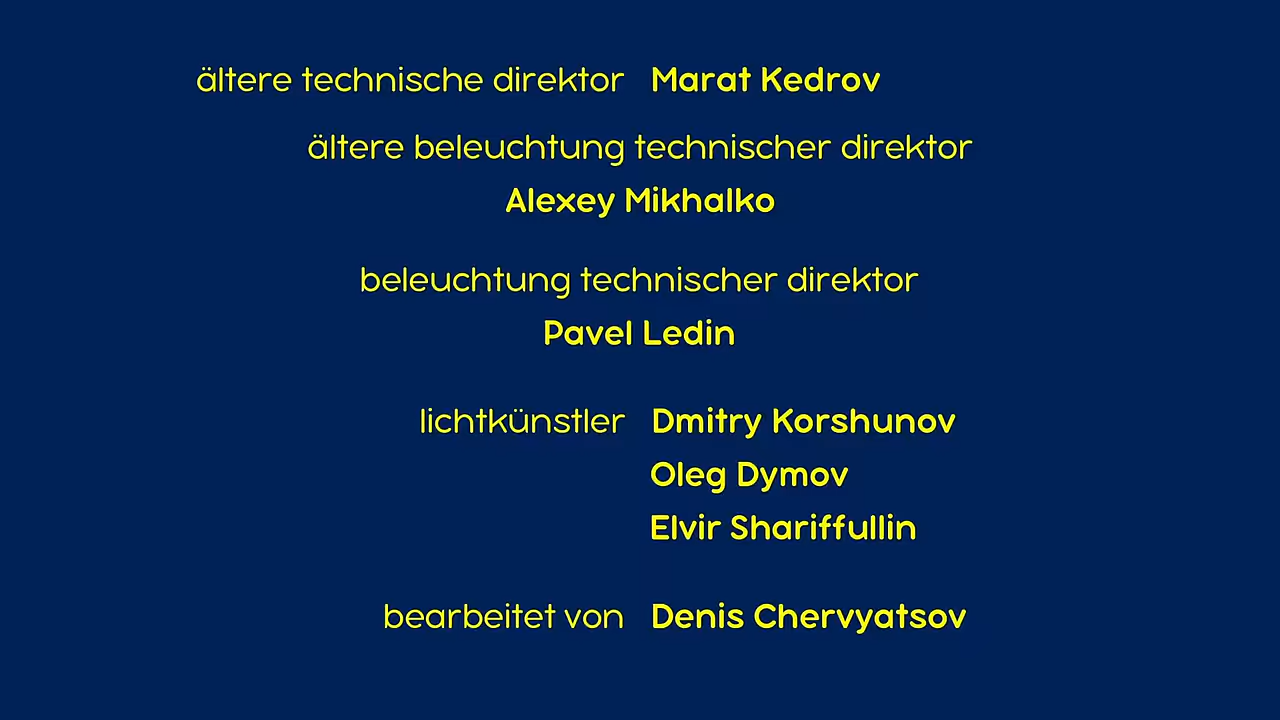 ältere technische direktor Marat Kedrov
ältere beleuchtung technischer direktor
Alexey Mikhalko
beleuchtung technischer direktor
Pavel Ledin
lichtkünstler Dmitry Korshunov
Oleg Dymov
Elvir Shariffullin
bearbeitet von Denis Chervyatsov